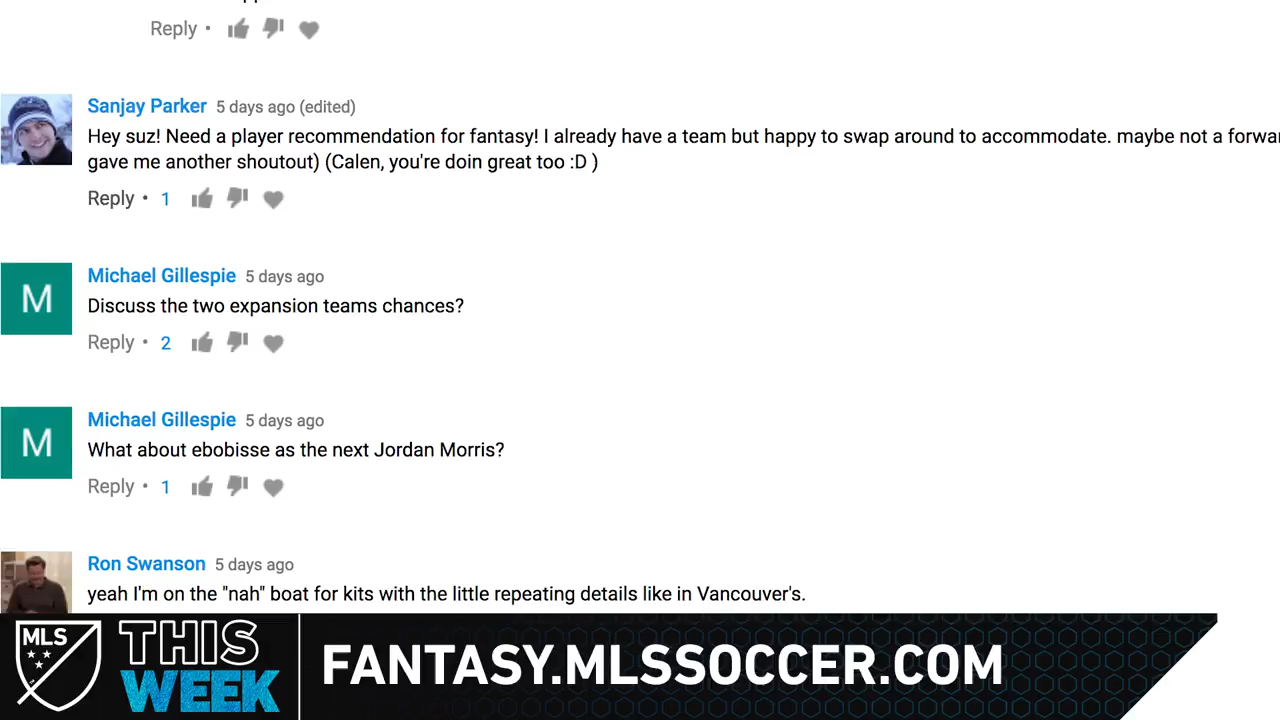 Reply •
Sanjay Parker 5 days ago (edited)
Hey suz! Need a player recommendation for fantasy! I already have a team but happy to swap around to accommodate. maybe not a
gave me another shoutout) (Calen, you're doin great too :D )
Reply • 1
M
Michael Gillespie 5 days ago
Discuss the two expansion teams chances?
Reply • 2
M
Michael Gillespie 5 days ago
What about ebobisse as the next Jordan Morris?
Reply • 1
Ron Swanson 5 days ago
yeah I'm on the "nah" boat for kits with the little repeating details like in Vancouver's.
MLS
THIS
WEEK
FANTASY.MLSSOCCER.COM